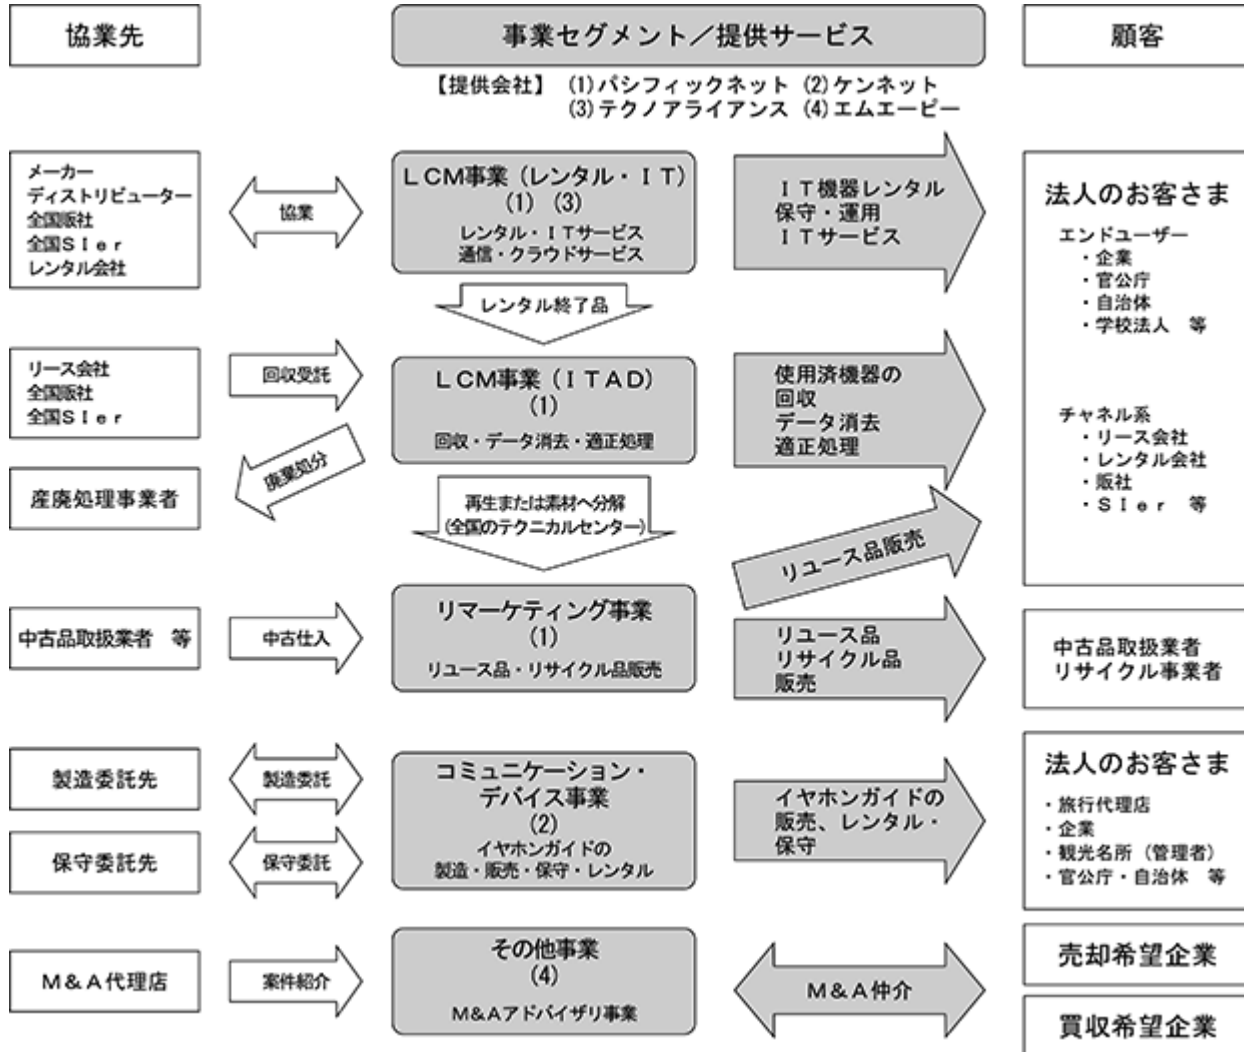 協業先
事業セグメント／提供サービス
顧客
【提供会社】 (1)パシフィックネット (2)ケンネット
(3)テクノアライアンス (4)エムエーピー
メーカー
ディストリビューター
全国販社
全国ＳＩｅｒ
レンタル会社
協業
ＬＣＭ事業（レンタル・ＩＴ）
(1) (3)
レンタル・ＩＴサービス
通信・クラウドサービス
ＩＴ機器レンタル
保守・運用
ＩＴサービス
法人のお客さま
エンドユーザー
・企業
・官公庁
・自治体
・学校法人　等
チャネル系
・リース会社
・レンタル会社
・販社
・ＳＩｅｒ　等
レンタル終了品
リース会社
全国販社
全国ＳＩｅｒ
回収受託
ＬＣＭ事業（ＩＴＡＤ）
(1)
回収・データ消去・適正処理
使用済機器の
回収
データ消去
適正処理
廃棄処分
産廃処理事業者
再生または素材へ分解
(全国のテクニカルセンター)
リユース品販売
中古品取扱業者　等
中古仕入
リマーケティング事業
(1)
リユース品・リサイクル品販売
リユース品
リサイクル品
販売
中古品取扱業者
リサイクル事業者
製造委託先
製造委託
保守委託先
保守委託
コミュニケーション・
デバイス事業
(2)
イヤホンガイドの
製造・販売・保守・レンタル
イヤホンガイドの
販売、レンタル・
保守
法人のお客さま
・旅行代理店
・企業
・観光名所（管理者）
・官公庁・自治体　等
Ｍ＆Ａ代理店
案件紹介
その他事業
(4)
Ｍ＆Ａアドバイザリ事業
Ｍ＆Ａ仲介
売却希望企業
買収希望企業